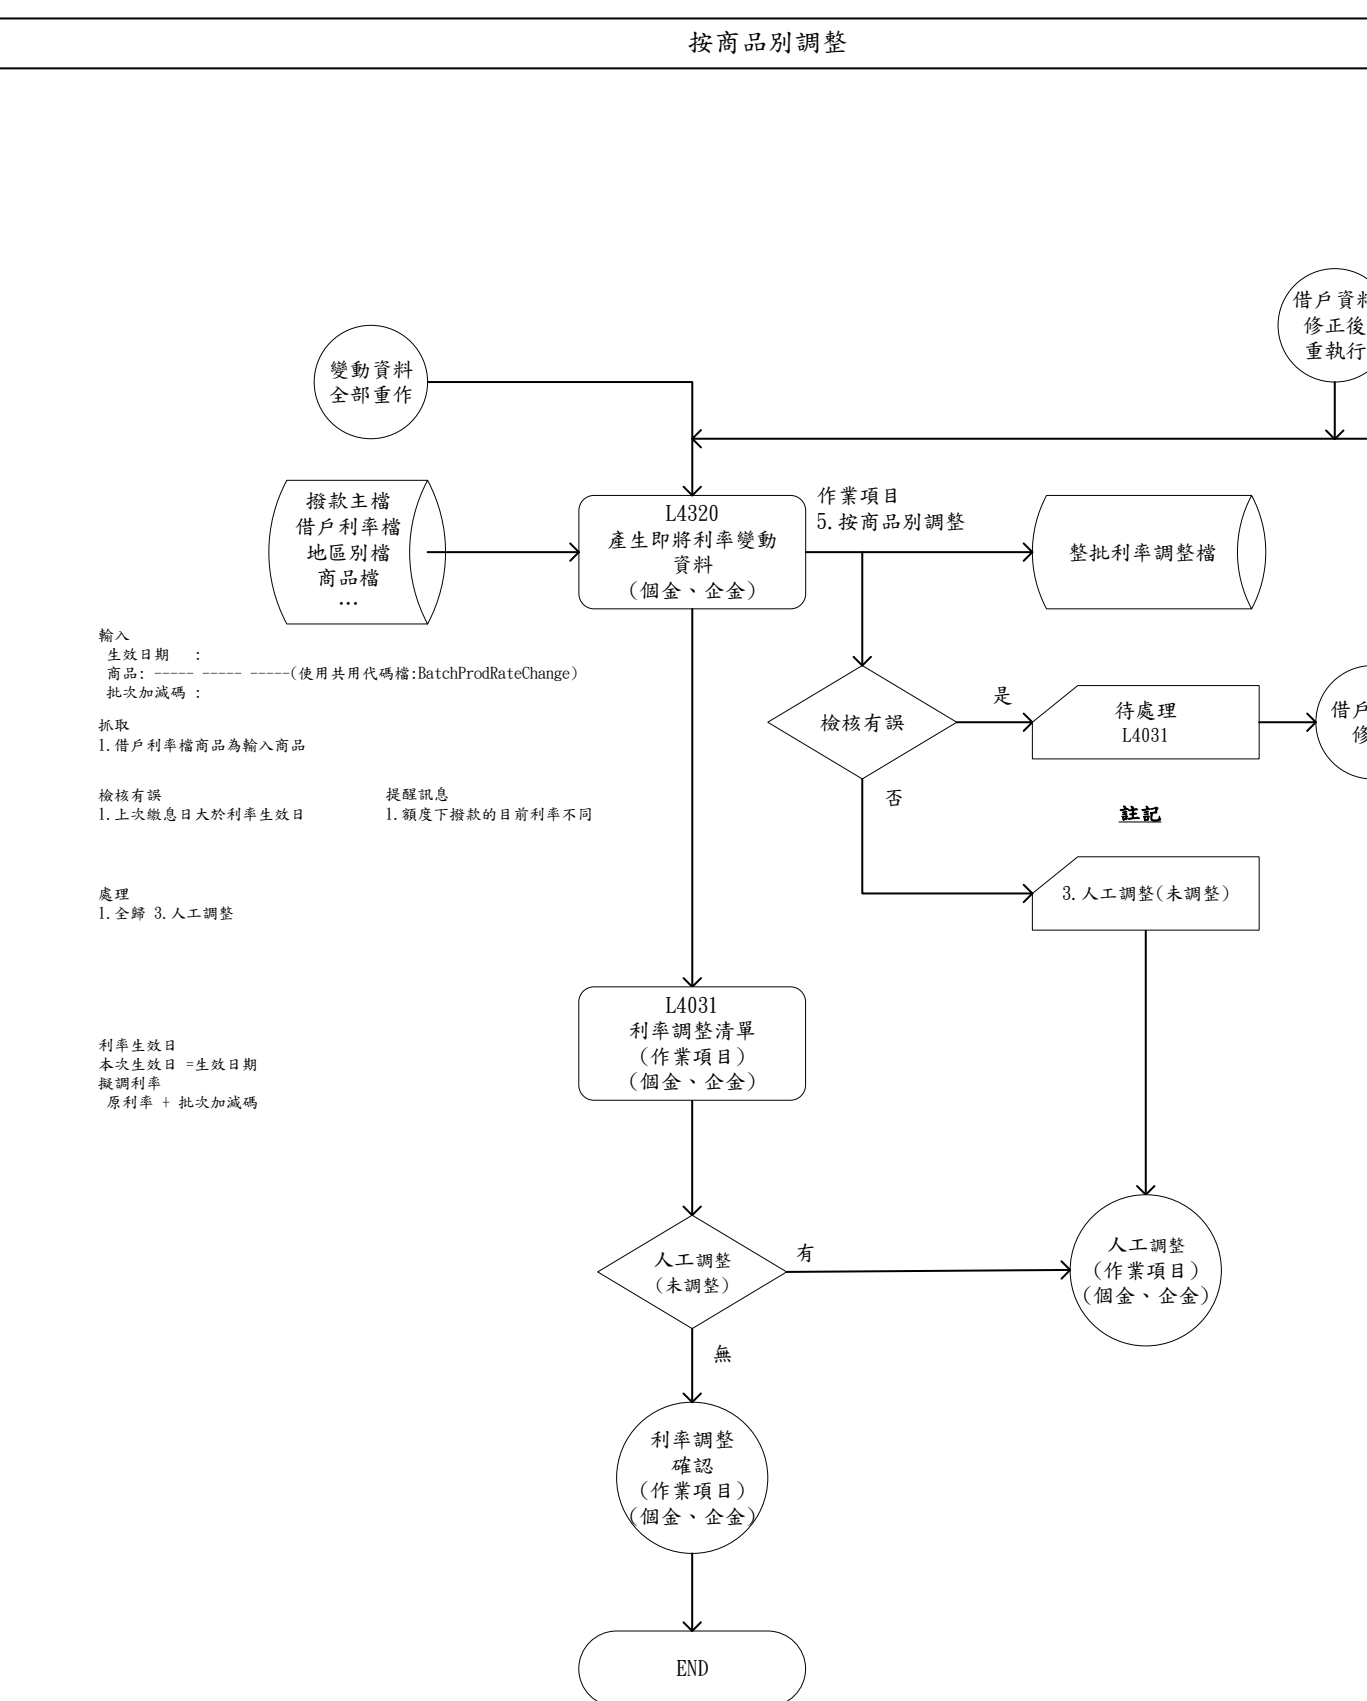 按商品別調整
借戶資料
修正後
重執行
變動資料
全部重作
撥款主檔
借戶利率檔
地區別檔
商品檔
...
L4320
產生即將利率變動
資料
(個金、企金)
作業項目
5.按商品別調整
整批利率調整檔
輸入
生效日期 :
商品: ----- ----- -----(使用共用代碼檔:BatchProdRateChange)
批次加減碼 :
抓取
1.借戶利率檔商品為輸入商品
檢核有誤
1.上次繳息日大於利率生效日
提醒訊息
1.額度下撥款的目前利率不同
處理
1.全歸 3.人工調整
利率生效日
本次生效日 =生效日期
擬調利率
原利率 + 批次加減碼
檢核有誤
是
否
待處理
L4031
借戶
修
註記
3.人工調整(未調整)
L4031
利率調整清單
(作業項目)
(個金、企金)
人工調整
(未調整)
有
無
人工調整
(作業項目)
(個金、企金)
利率調整
確認
(作業項目)
(個金、企金)
END